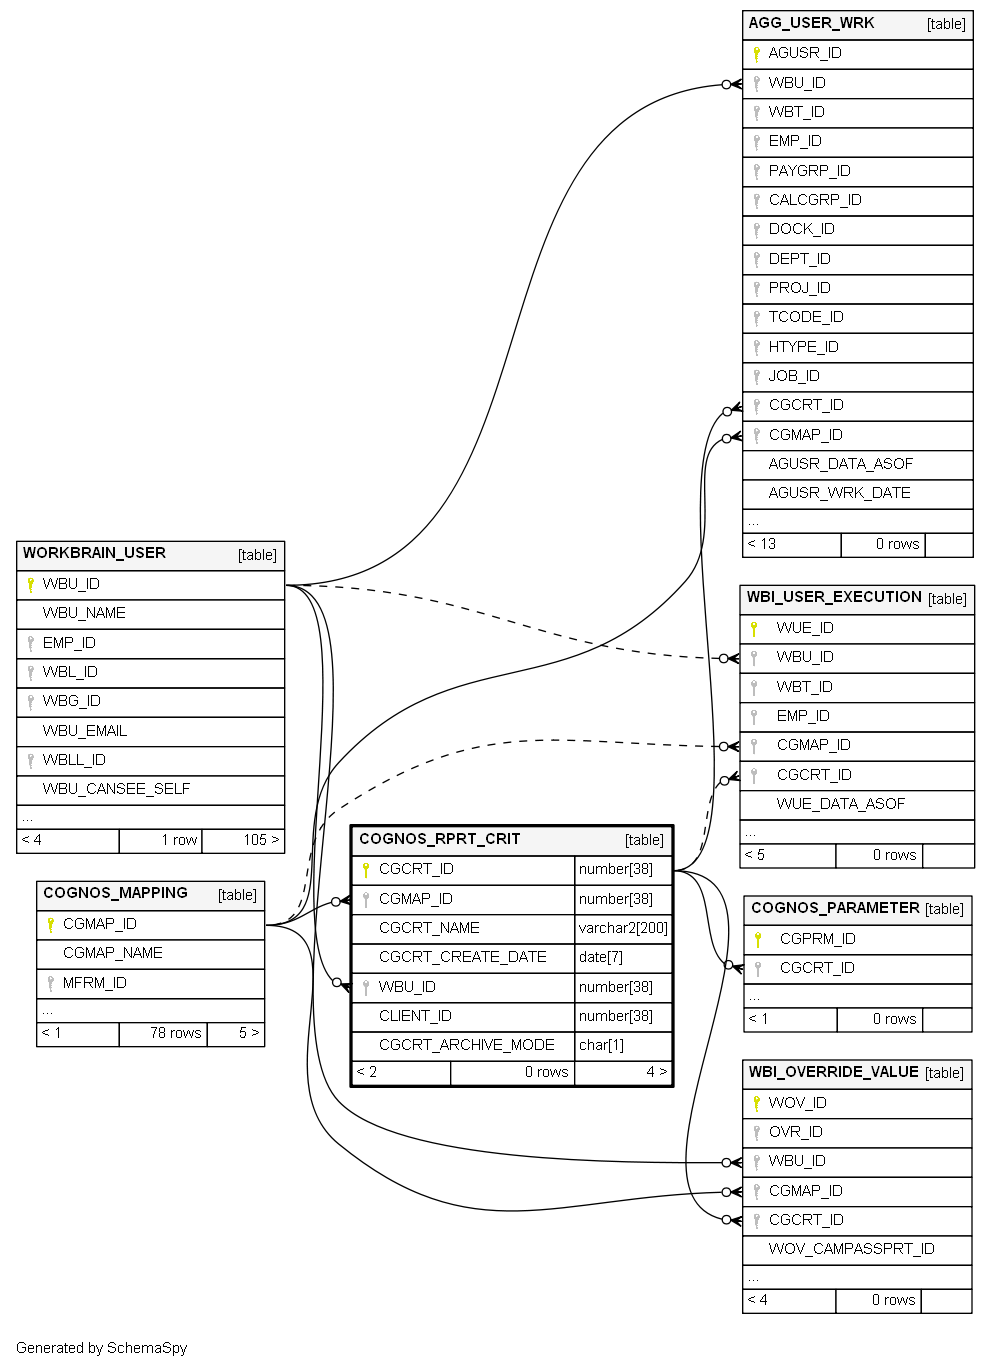 AGG_USER_WRK [table]
AGUSR_ID
WBU_ID
WBT_ID
EMP_ID
PAYGRP_ID
CALCGRP_ID
DOCK_ID
DEPT_ID
PROJ_ID
TCODE_ID
HTYPE_ID
JOB_ID
CGCRT_ID
CGMAP_ID
AGUSR_DATA_ASOF
AGUSR_WRK_DATE
...
< 13 0 rows
WORKBRAIN_USER [table]
WBU_ID
WBU_NAME
EMP_ID
WBL_ID
WBG_ID
WBU_EMAIL
WBLL_ID
WBU_CANSEE_SELF
...
< 4 1 row 105 >
WBI_USER_EXECUTION [table]
WUE_ID
WBU_ID
WBT_ID
EMP_ID
CGMAP_ID
CGCRT_ID
WUE_DATA_ASOF
...
< 5 0 rows
COGNOS_RPRT_CRIT [table]
CGCRT_ID number[38]
CGMAP_ID number[38]
CGCRT_NAME varchar2[200]
CGCRT_CREATE_DATE date[7]
WBU_ID number[38]
CLIENT_ID number[38]
CGCRT_ARCHIVE_MODE char[1]
< 2 0 rows 4 >
COGNOS_MAPPING [table]
CGMAP_ID
CGMAP_NAME
MFRM_ID
...
< 1 78 rows 5 >
COGNOS_PARAMETER [table]
CGPRM_ID
CGCRT_ID
...
< 1 0 rows
WBI_OVERRIDE_VALUE [table]
WOV_ID
OVR_ID
WBU_ID
CGMAP_ID
CGCRT_ID
WOV_CAMPASSPRT_ID
...
< 4 0 rows
Generated by SchemaSpy